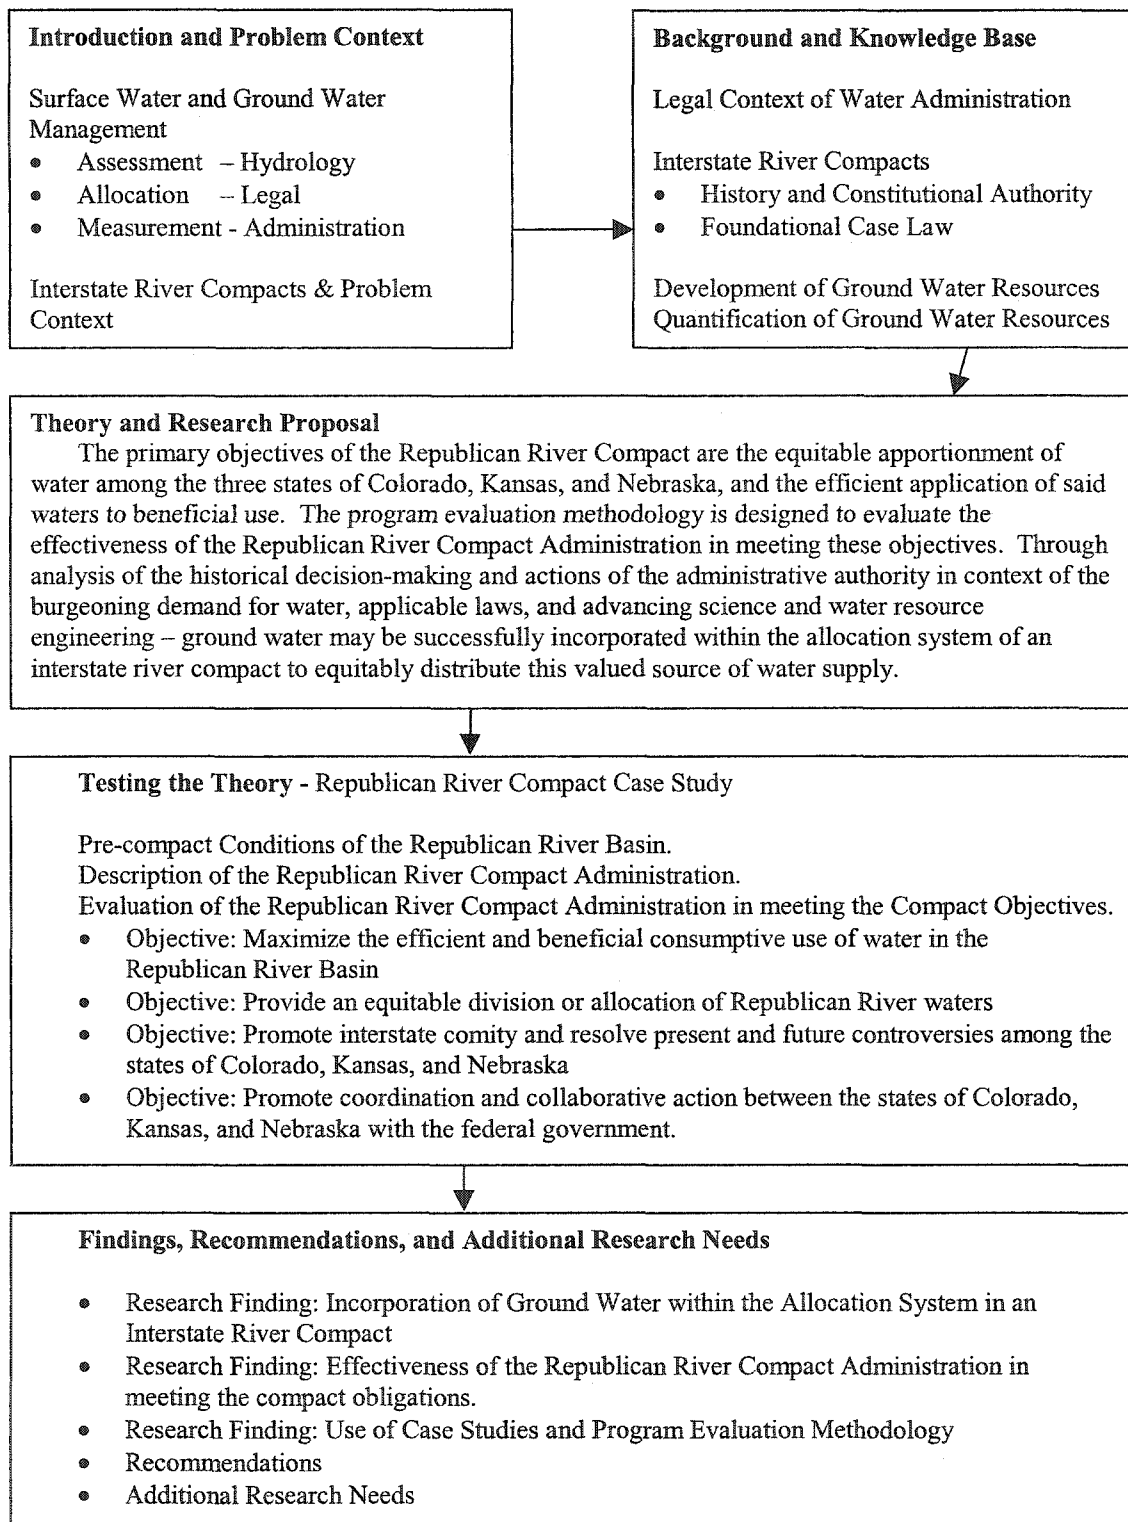 Introduction and Problem Context
Surface Water and Ground Water
Management
• Assessment – Hydrology
• Allocation – Legal
• Measurement - Administration
Interstate River Compacts & Problem
Context
Background and Knowledge Base
Legal Context of Water Administration
Interstate River Compacts
• History and Constitutional Authority
• Foundational Case Law
Development of Ground Water Resources
Quantification of Ground Water Resources
Theory and Research Proposal
The primary objectives of the Republican River Compact are the equitable apportionment of
water among the three states of Colorado, Kansas, and Nebraska, and the efficient application of said
waters to beneficial use. The program evaluation methodology is designed to evaluate the
effectiveness of the Republican River Compact Administration in meeting these objectives. Through
analysis of the historical decision-making and actions of the administrative authority in context of the
burgeoning demand for water, applicable laws, and advancing science and water resource
engineering – ground water may be successfully incorporated within the allocation system of an
interstate river compact to equitably distribute this valued source of water supply.
Testing the Theory - Republican River Compact Case Study
Pre-compact Conditions of the Republican River Basin.
Description of the Republican River Compact Administration.
Evaluation of the Republican River Compact Administration in meeting the Compact Objectives.
• Objective: Maximize the efficient and beneficial consumptive use of water in the
Republican River Basin
• Objective: Provide an equitable division or allocation of Republican River waters
• Objective: Promote interstate comity and resolve present and future controversies among the
states of Colorado, Kansas, and Nebraska
• Objective: Promote coordination and collaborative action between the states of Colorado,
Kansas, and Nebraska with the federal government.
Findings, Recommendations, and Additional Research Needs
• Research Finding: Incorporation of Ground Water within the Allocation System in an
Interstate River Compact
• Research Finding: Effectiveness of the Republican River Compact Administration in
meeting the compact obligations.
• Research Finding: Use of Case Studies and Program Evaluation Methodology
• Recommendations
• Additional Research Needs